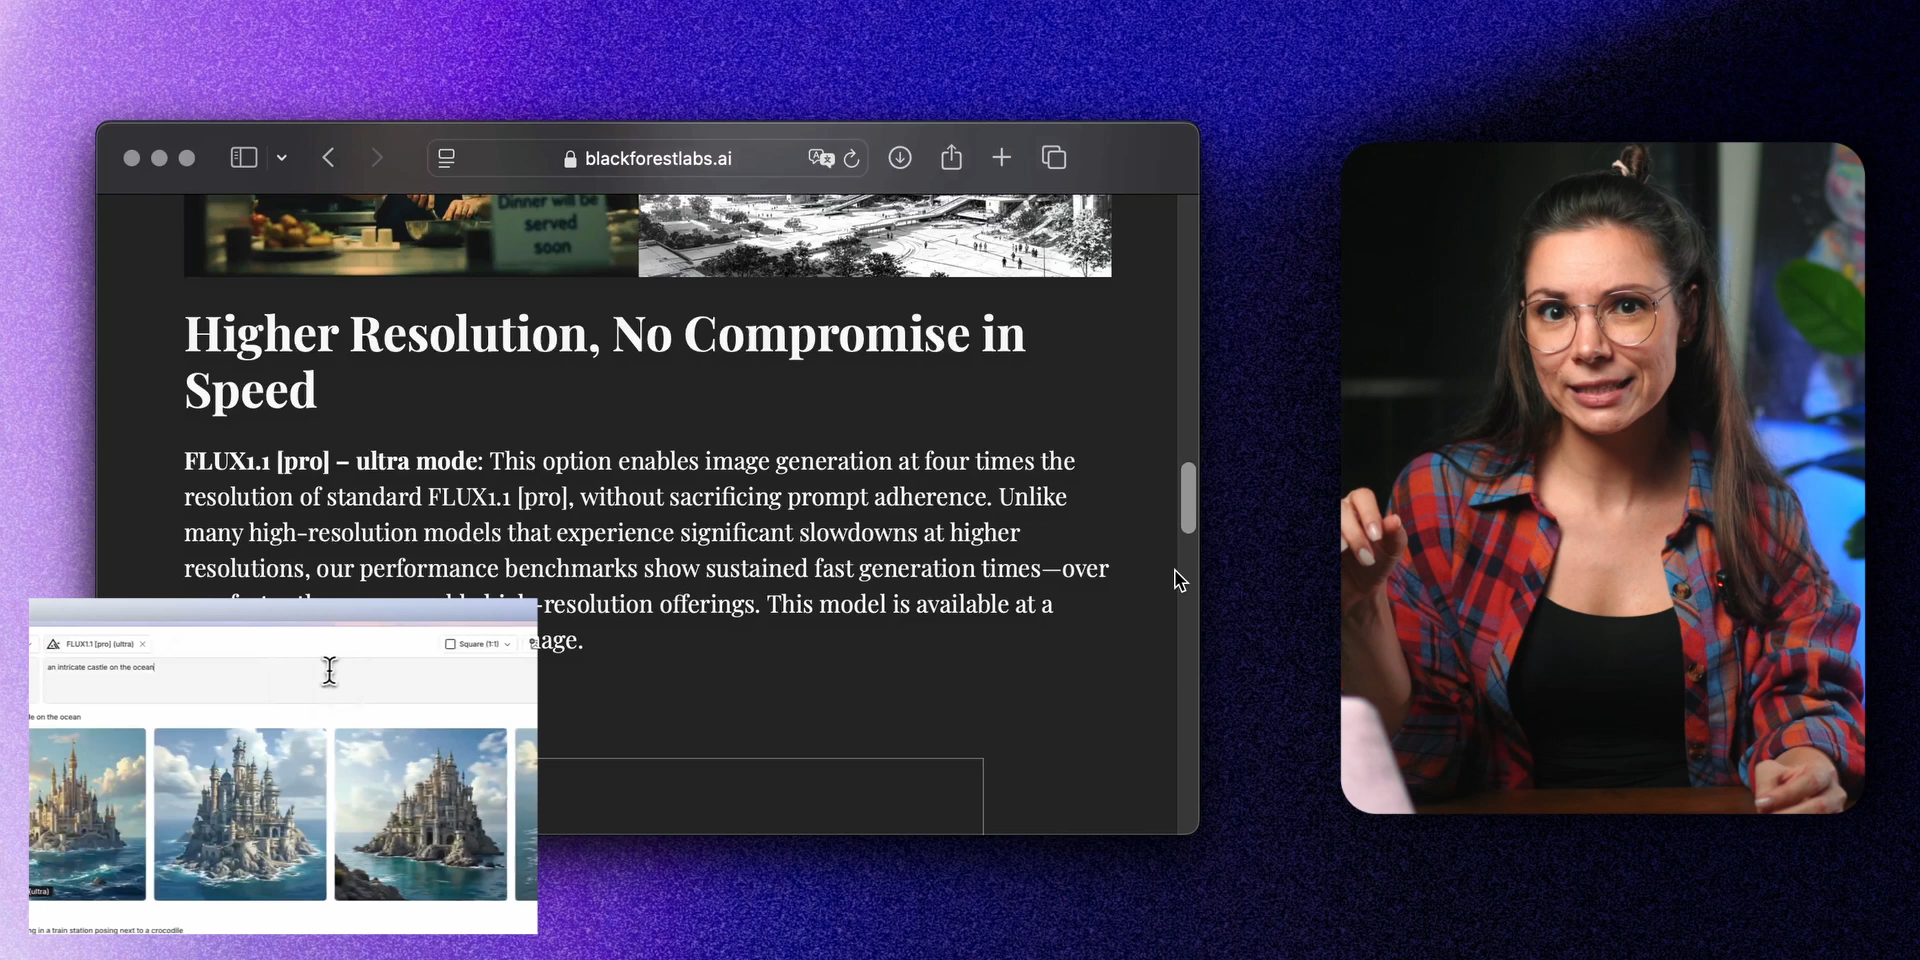 blackforestlabs.ai
Dinner will be
served
soon
Higher Resolution, No Compromise in
Speed
FLUX1.1 [pro] – ultra mode: This option enables image generation at four times the
resolution of standard FLUX1.1 [pro], without sacrificing prompt adherence. Unlike
many high-resolution models that experience significant slowdowns at higher
resolutions, our performance benchmarks show sustained fast generation times—over
-resolution offerings. This model is available at a
age.
FLUX1.1 [pro] (ultra)
Square (1:1)
an intricate castle on the ocean
le on the ocean
(ultra)
ng in a train station posing next to a crocodile